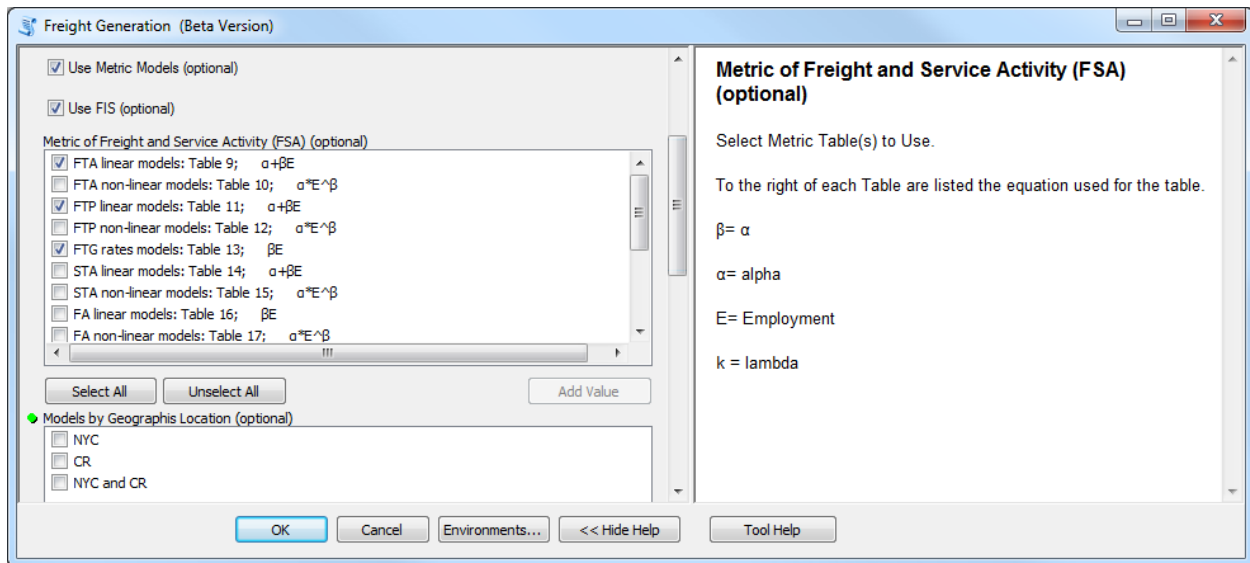 Freight Generation (Beta Version)
Use Metric Models (optional)
Use FIS (optional)
Metric of Freight and Service Activity (FSA) (optional)
FTA linear models: Table 9; α+βE
FTA non-linear models: Table 10; α*E^β
FTP linear models: Table 11; α+βE
FTP non-linear models: Table 12; α*E^β
FTG rates models: Table 13; βE
STA linear models: Table 14; α+βE
STA non-linear models: Table 15; α*E^β
FA linear models: Table 16; βE
FA non-linear models: Table 17; α*E^β
Select All
Unselect All
Add Value
Models by Geographis Location (optional)
NYC
CR
NYC and CR
Metric of Freight and Service Activity (FSA)
(optional)
Select Metric Table(s) to Use.
To the right of each Table are listed the equation used for the table.
β= α
α= alpha
E= Employment
k = lambda
OK
Cancel
Environments...
<< Hide Help
Tool Help